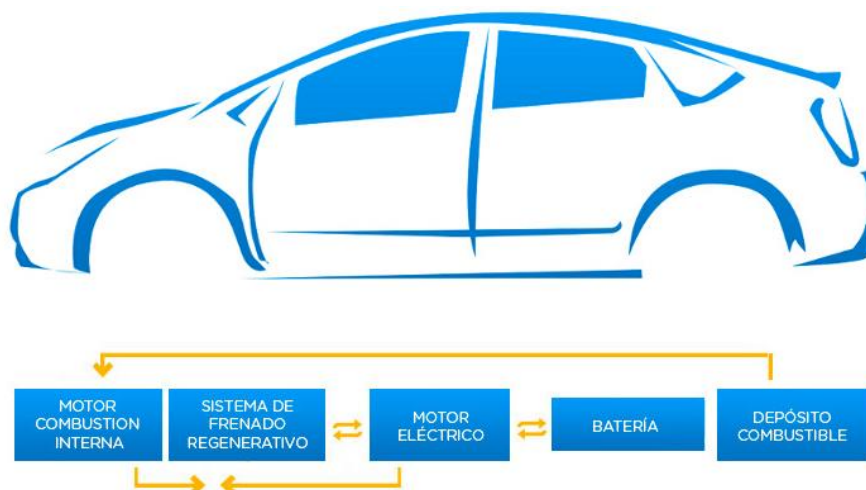 MOTOR
COMBUSTION
INTERNA
SISTEMA DE
FRENADO
REGENERATIVO
MOTOR
ELÉCTRICO
BATERÍA
DEPÓSITO
COMBUSTIBLE